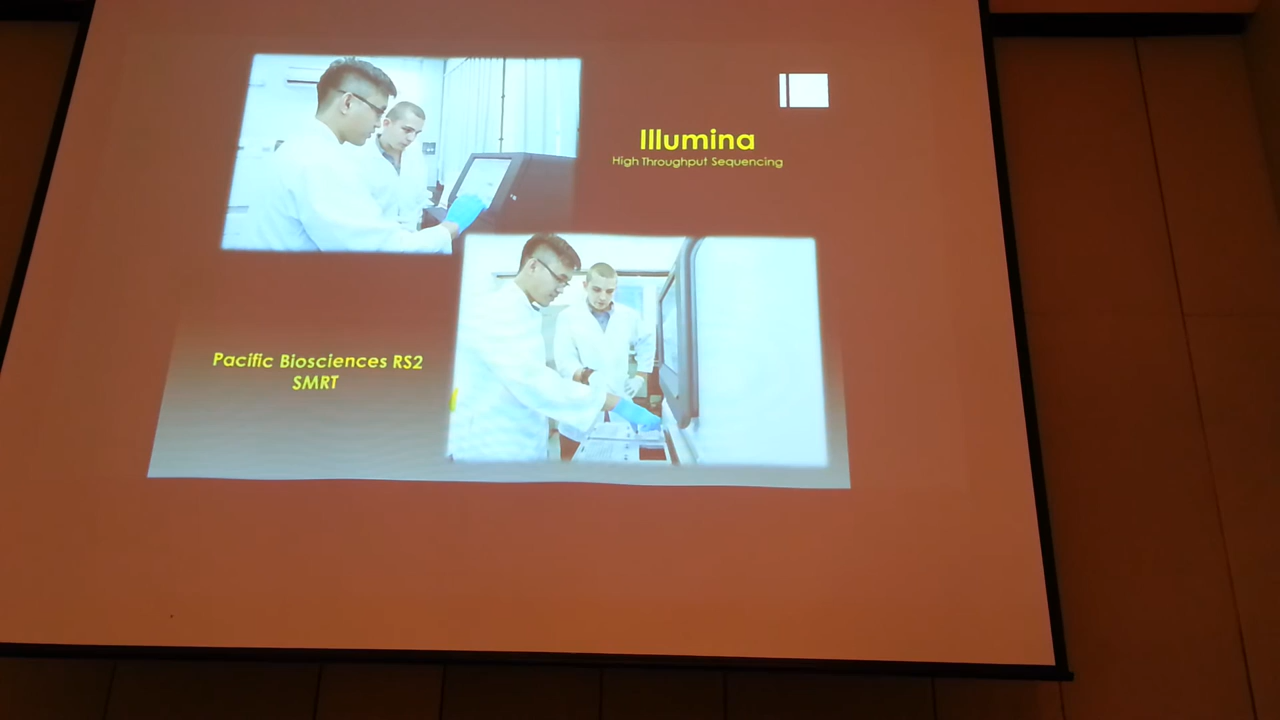 Illumina
High Throughput Sequencing
Pacific Biosciences RS2
SMRT